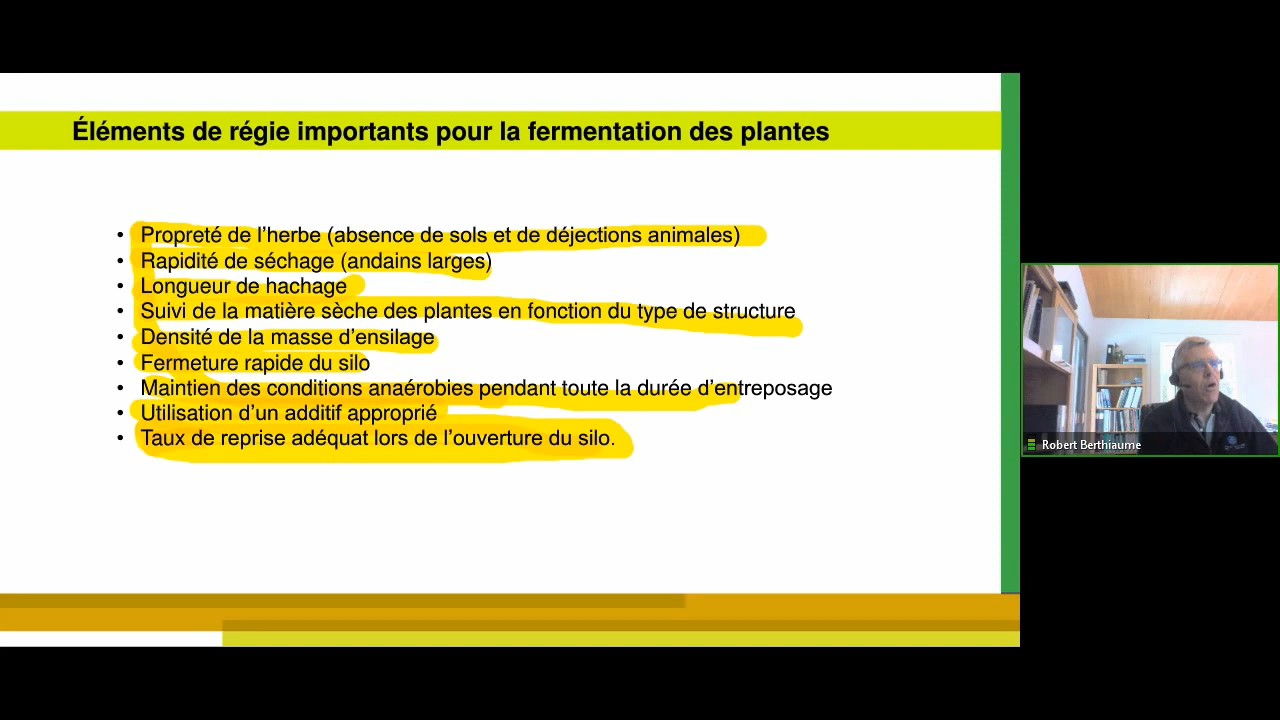 Éléments de régie importants pour la fermentation des plantes
• Propreté de l'herbe (absence de sols et de déjections animales)
• Rapidité de séchage (andains larges)
• Longueur de hachage
• Suivi de la matière sèche des plantes en fonction du type de structure
• Densité de la masse d'ensilage
• Fermeture rapide du silo
• Maintien des conditions anaérobies pendant toute la durée d'entreposage
• Utilisation d'un additif approprié
• Taux de reprise adéquat lors de l'ouverture du silo.
Robert Berthiaume